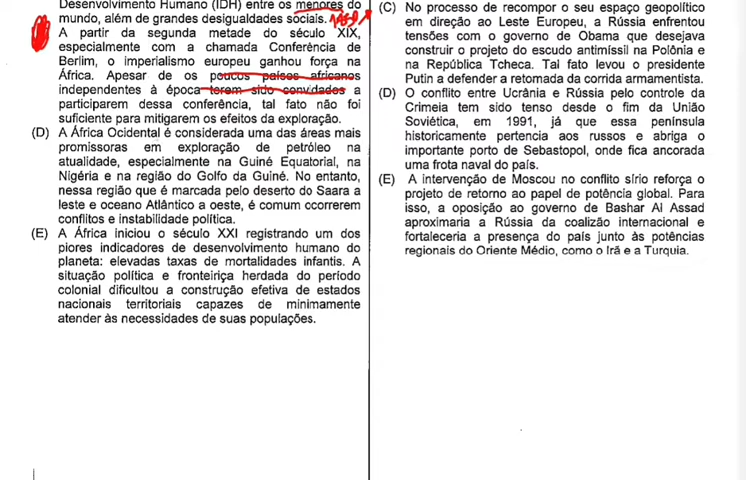 Desenvolvimento Humano (IDH) entre os menores do
mundo, além de grandes desigualdades sociais.
A partir da segunda metade do século XIX,
especialmente com a chamada Conferência de
Berlim, o imperialismo europeu ganhou força na
África. Apesar de os poucos países africanos
independentes à época terem sido convidados a
participarem dessa conferência, tal fato não foi
suficiente para mitigarem os efeitos da exploração.
(D) A África Ocidental é considerada uma das áreas mais
promissoras em exploração de petróleo na
atualidade, especialmente na Guiné Equatorial, na
Nigéria e na região do Golfo da Guiné. No entanto,
nessa região que é marcada pelo deserto do Saara a
leste e oceano Atlântico a oeste, é comum ocorrerem
conflitos e instabilidade política.
(E) A África iniciou o século XXI registrando um dos
piores indicadores de desenvolvimento humano do
planeta: elevadas taxas de mortalidades infantis. A
situação política e fronteiriça herdada do período
colonial dificultou a construção efetiva de estados
nacionais territoriais capazes de minimamente
atender às necessidades de suas populações.
(C) No processo de recompor o seu espaço geopolítico
em direção ao Leste Europeu, a Rússia enfrentou
tensões com o governo de Obama que desejava
construir o projeto do escudo antimíssil na Polônia e
na República Tcheca. Tal fato levou o presidente
Putin a defender a retomada da corrida armamentista.
(D) O conflito entre Ucrânia e Rússia pelo controle da
Crimeia tem sido tenso desde o fim da União
Soviética, em 1991, já que essa península
historicamente pertencia aos russos e abriga o
importante porto de Sebastopol, onde fica ancorada
uma frota naval do país.
(E) A intervenção de Moscou no conflito sírio reforça o
projeto de retorno ao papel de potência global. Para
isso, a oposição ao governo de Bashar Al Assad
aproximaria a Rússia da coalizão internacional e
fortaleceria a presença do país junto às potências
regionais do Oriente Médio, como o Irã e a Turquia.